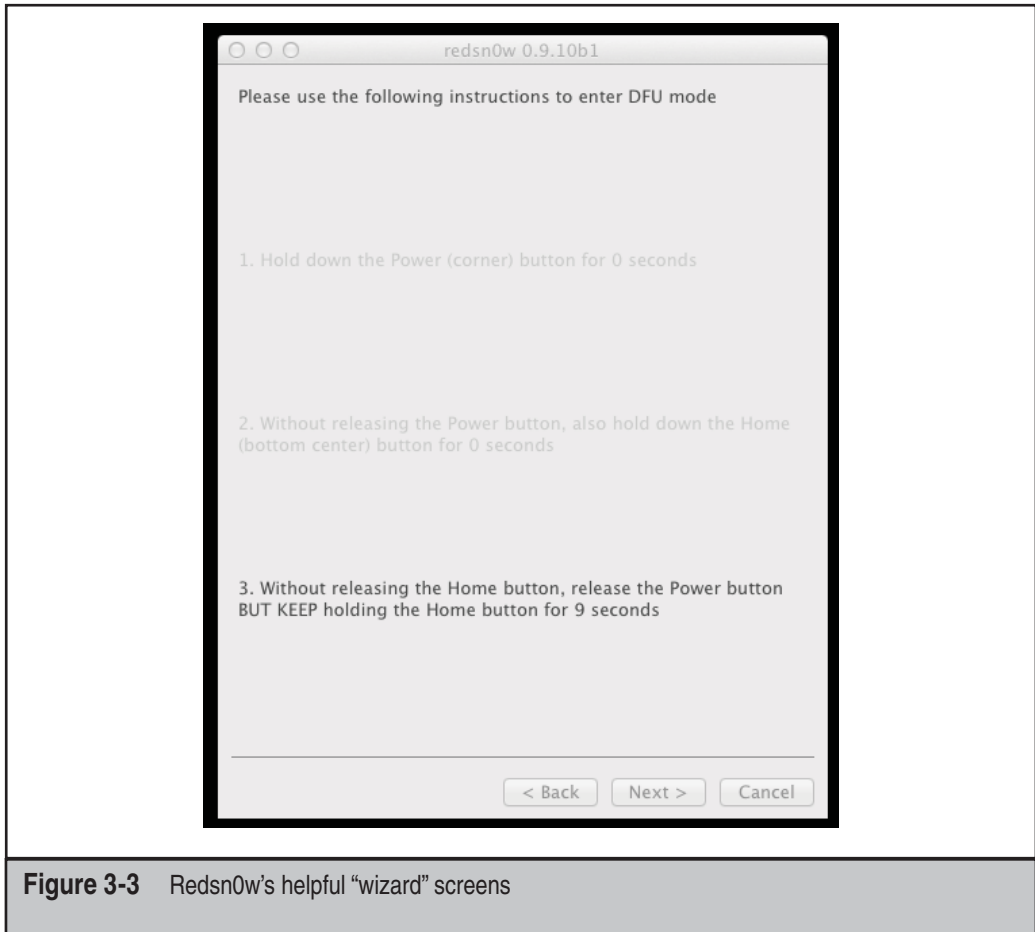 redsn0w 0.9.10b1
Please use the following instructions to enter DFU mode
1. Hold down the Power (corner) button for 0 seconds
2. Without releasing the Power button, also hold down the Home
(bottom center) button for 0 seconds
3. Without releasing the Home button, release the Power button
BUT KEEP holding the Home button for 9 seconds
< Back Next > Cancel
Figure 3-3 Redsn0w's helpful “wizard” screens